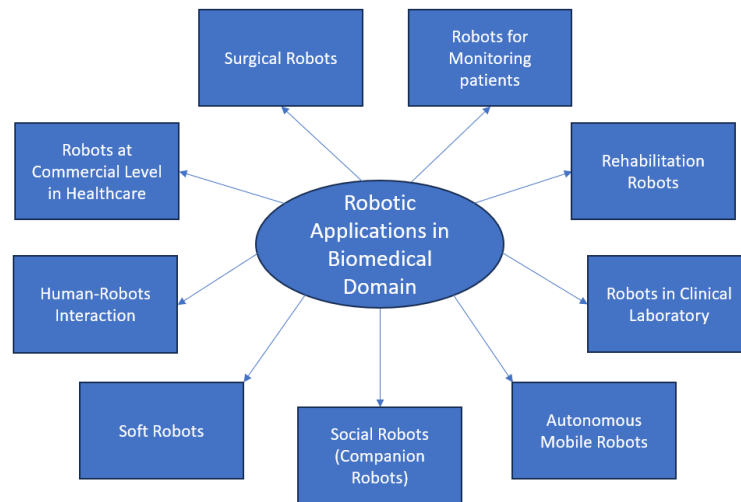 Surgical Robots
Robots for
Monitoring
patients
Robots at
Commercial Level
in Healthcare
Rehabilitation
Robots
Robotic
Applications in
Biomedical
Domain
Human-Robots
Interaction
Robots in Clinical
Laboratory
Soft Robots
Social Robots
(Companion
Robots)
Autonomous
Mobile Robots